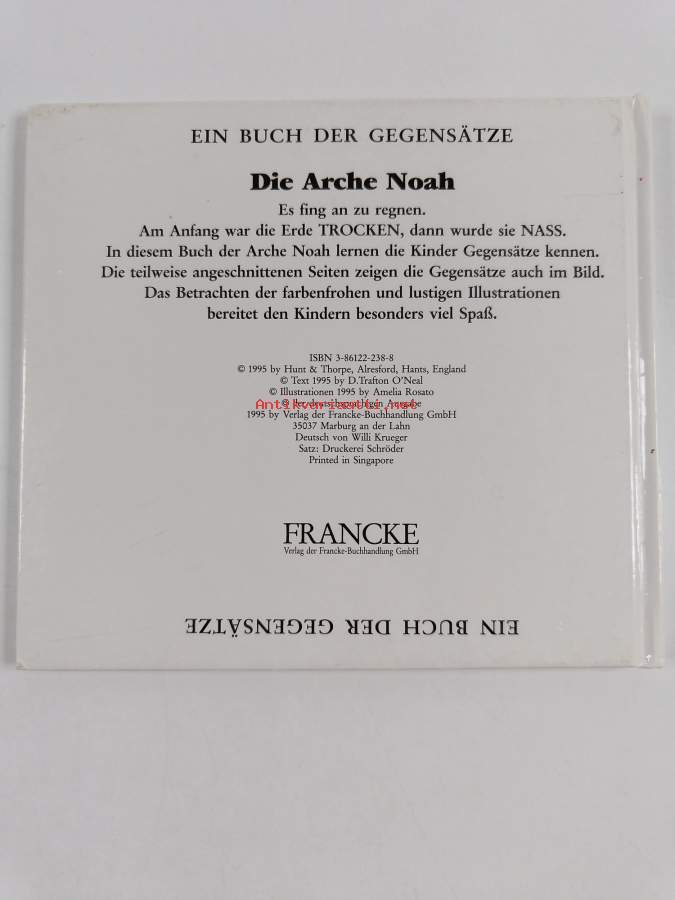 EIN BUCH DER GEGENSÄTZE
Die Arche Noah
Es fing an zu regnen.
Am Anfang war die Erde TROCKEN, dann wurde sie NASS.
In diesem Buch der Arche Noah lernen die Kinder Gegensätze kennen.
Die teilweise angeschnittenen Seiten zeigen die Gegensätze auch im Bild.
Das Betrachten der farbenfrohen und lustigen Illustrationen
bereitet den Kindern besonders viel Spaß.
ISBN 3-86122-238-8
© 1995 by Hunt & Thorpe, Alresford, Hants, England
© Text 1995 by D.Trafton O'Neal
© Illustrationen 1995 by Amelia Rosato
© der deutschsprachigen Ausgabe
Antikvariaatti.net
1995 by Verlag der Francke-Buchhandlung GmbH
35037 Marburg an der Lahn
Deutsch von Willi Krueger
Satz: Druckerei Schröder
Printed in Singapore
FRANCKE
Verlag der Francke-Buchhandlung GmbH
EIN BUCH DER GEGENSÄTZE